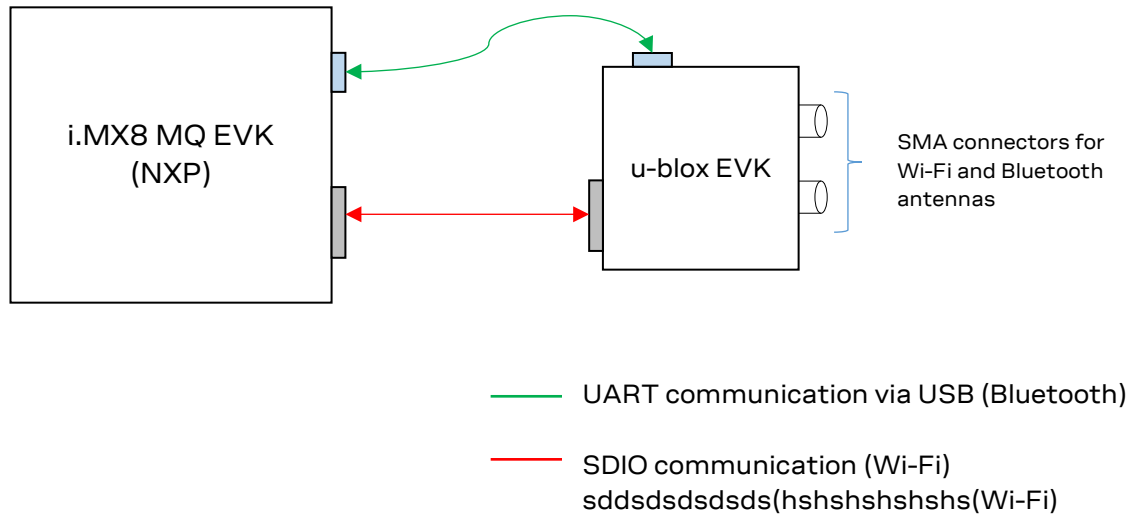 i.MX8 MQ EVK
(NXP)
u-blox EVK
SMA connectors for
Wi-Fi and Bluetooth
antennas
UART communication via USB (Bluetooth)
SDIO communication (Wi-Fi)
sddsdsdsdsds(hshshshshshs(Wi-Fi)